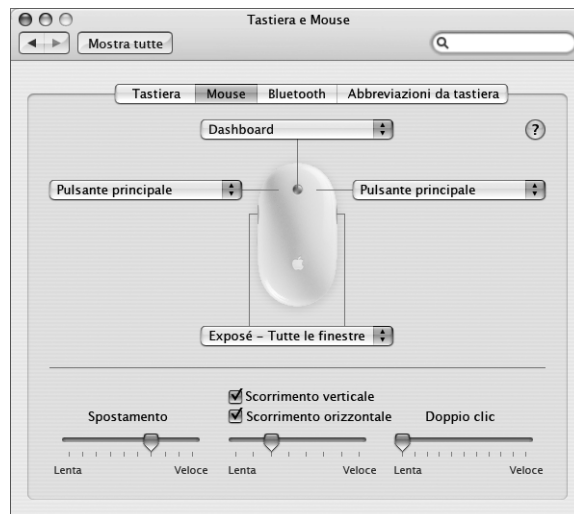 Tastiera e Mouse
Mostra tutte
Tastiera Mouse Bluetooth Abbreviazioni da tastiera
Dashboard
?
Pulsante principale Pulsante principale
Exposé – Tutte le finestre
Scorrimento verticale
Spostamento Scorrimento orizzontale Doppio clic
Lenta Veloce Lenta Veloce Lenta Veloce